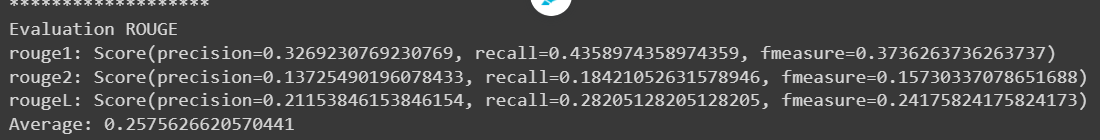 *******************
Evaluation ROUGE
rouge1: Score(precision=0.3269230769230769, recall=0.4358974358974359, fmeasure=0.3736263736263737)
rouge2: Score(precision=0.13725490196078433, recall=0.18421052631578946, fmeasure=0.15730337078651688)
rougeL: Score(precision=0.21153846153846154, recall=0.28205128205128205, fmeasure=0.24175824175824173)
Average: 0.2575626620570441